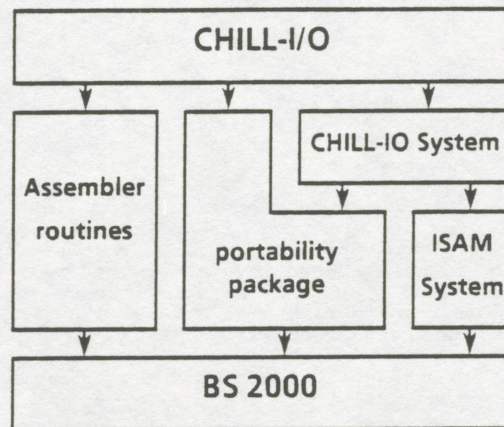 CHILL-I/O
CHILL-IO System
Assembler
routines
portability
package
ISAM
System
BS 2000